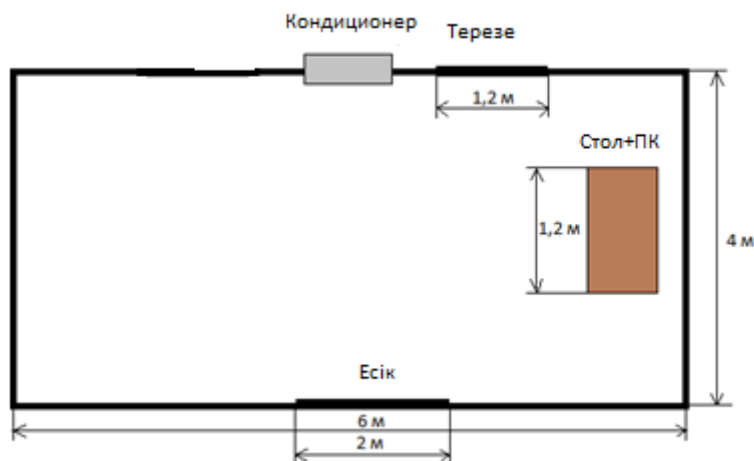 Кондиционер
Терезе
1,2 м
Стол+ПК
1,2 м
4 м
Есік
6 м
2 м